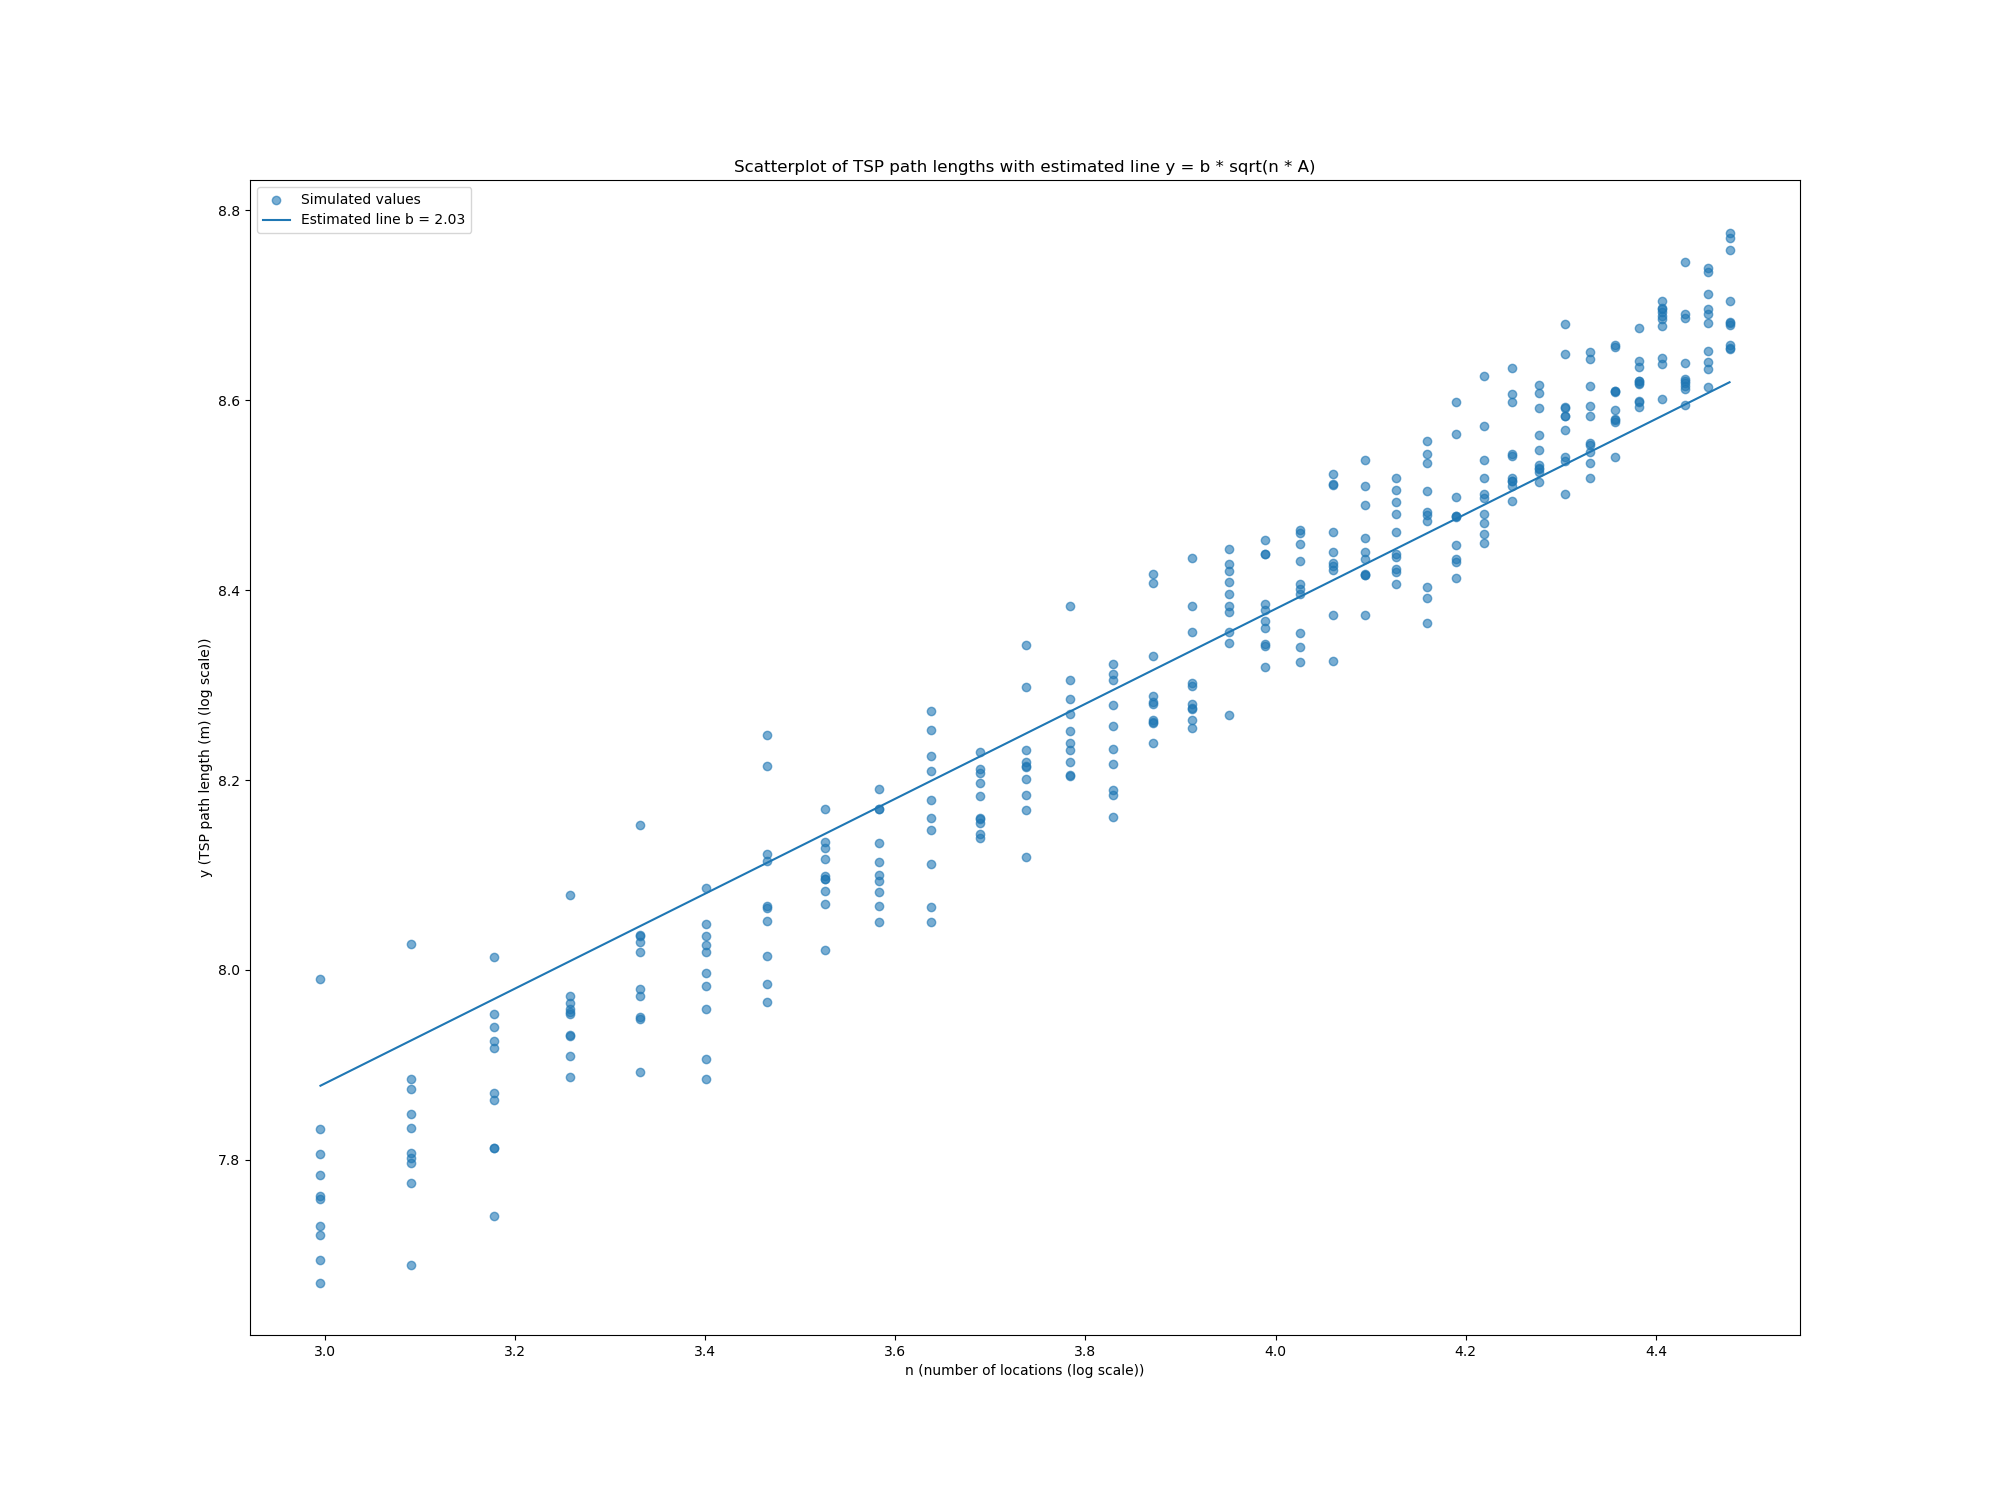 Scatterplot of TSP path lengths with estimated line y = b * sqrt(n * A)
Simulated values
Estimated line b = 2.03
8.8
8.6
8.4
8.2
8.0
7.8
y (TSP path length (m) (log scale))
3.0 3.2 3.4 3.6 3.8 4.0 4.2 4.4
n (number of locations (log scale))